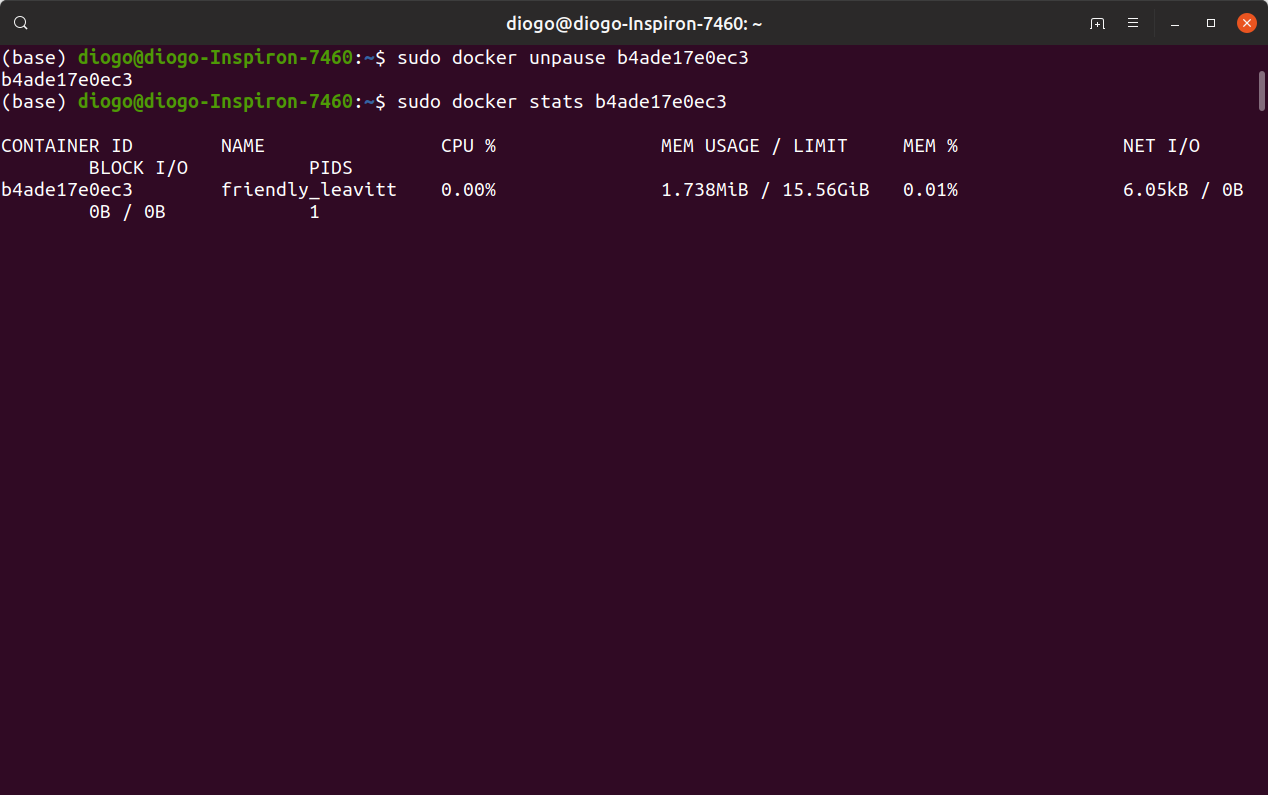 diogo@diogo-Inspiron-7460: ~
(base) diogo@diogo-Inspiron-7460:~$ sudo docker unpause b4ade17e0ec3
b4ade17e0ec3
(base) diogo@diogo-Inspiron-7460:~$ sudo docker stats b4ade17e0ec3
CONTAINER ID        NAME                CPU %               MEM USAGE / LIMIT     MEM %               NET I/O
        BLOCK I/O           PIDS
b4ade17e0ec3        friendly_leavitt    0.00%               1.738MiB / 15.56GiB   0.01%               6.05kB / 0B
        0B / 0B             1